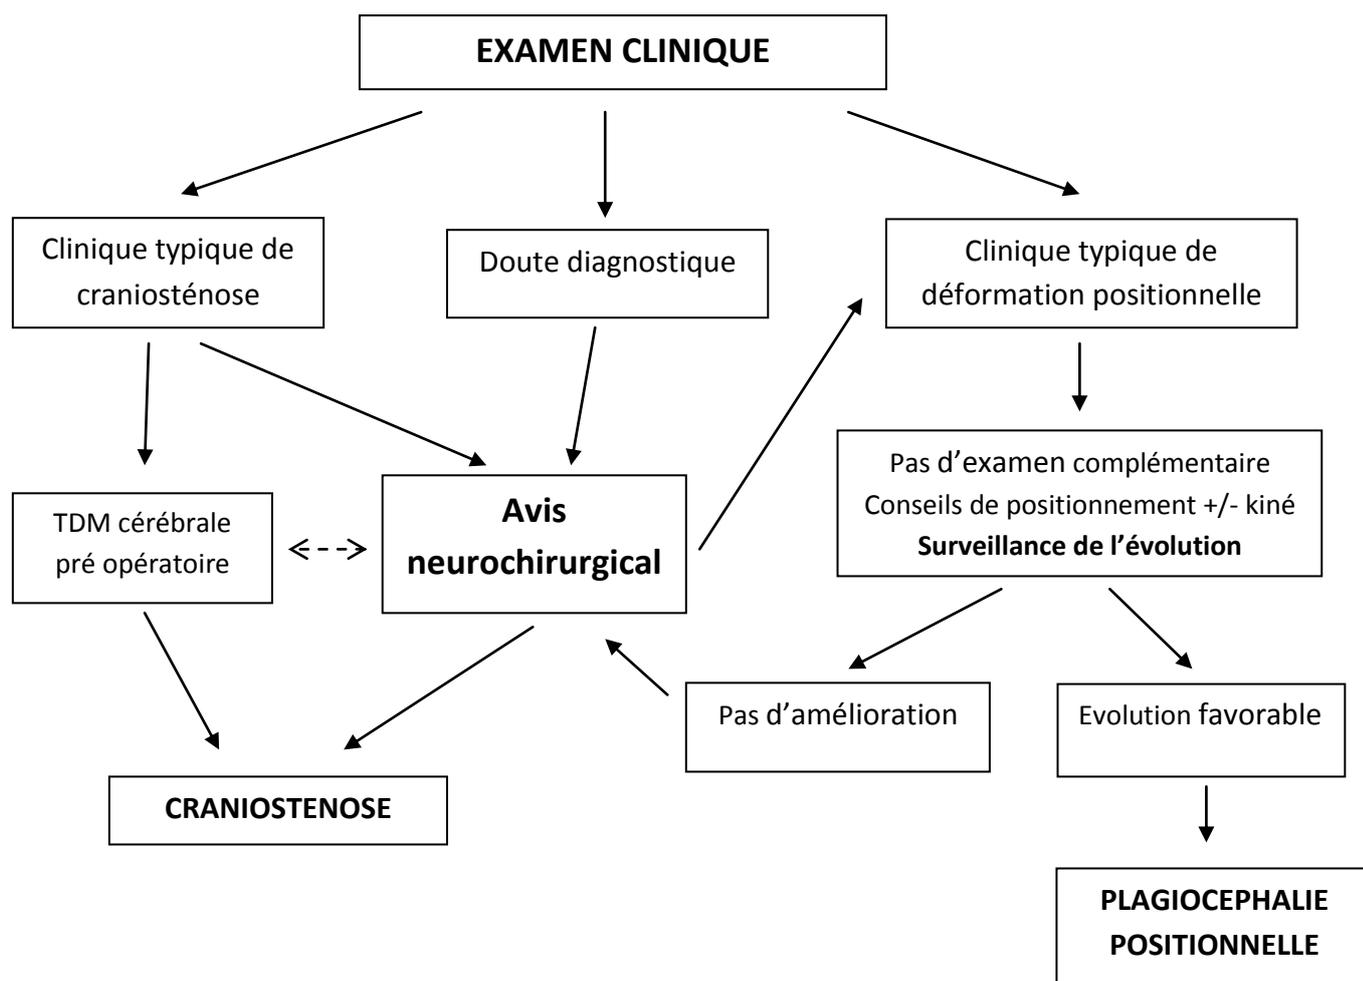 EXAMEN CLINIQUE
Clinique typique de
craniosténose
Doute diagnostique
Clinique typique de
déformation positionnelle
TDM cérébrale
pré opératoire
Avis
neurochirurgical
Pas d’examen complémentaire
Conseils de positionnement +/- kiné
Surveillance de l’évolution
Pas d’amélioration
Evolution favorable
CRANIOSTENOSE
PLAGIOCEPHALIE
POSITIONNELLE